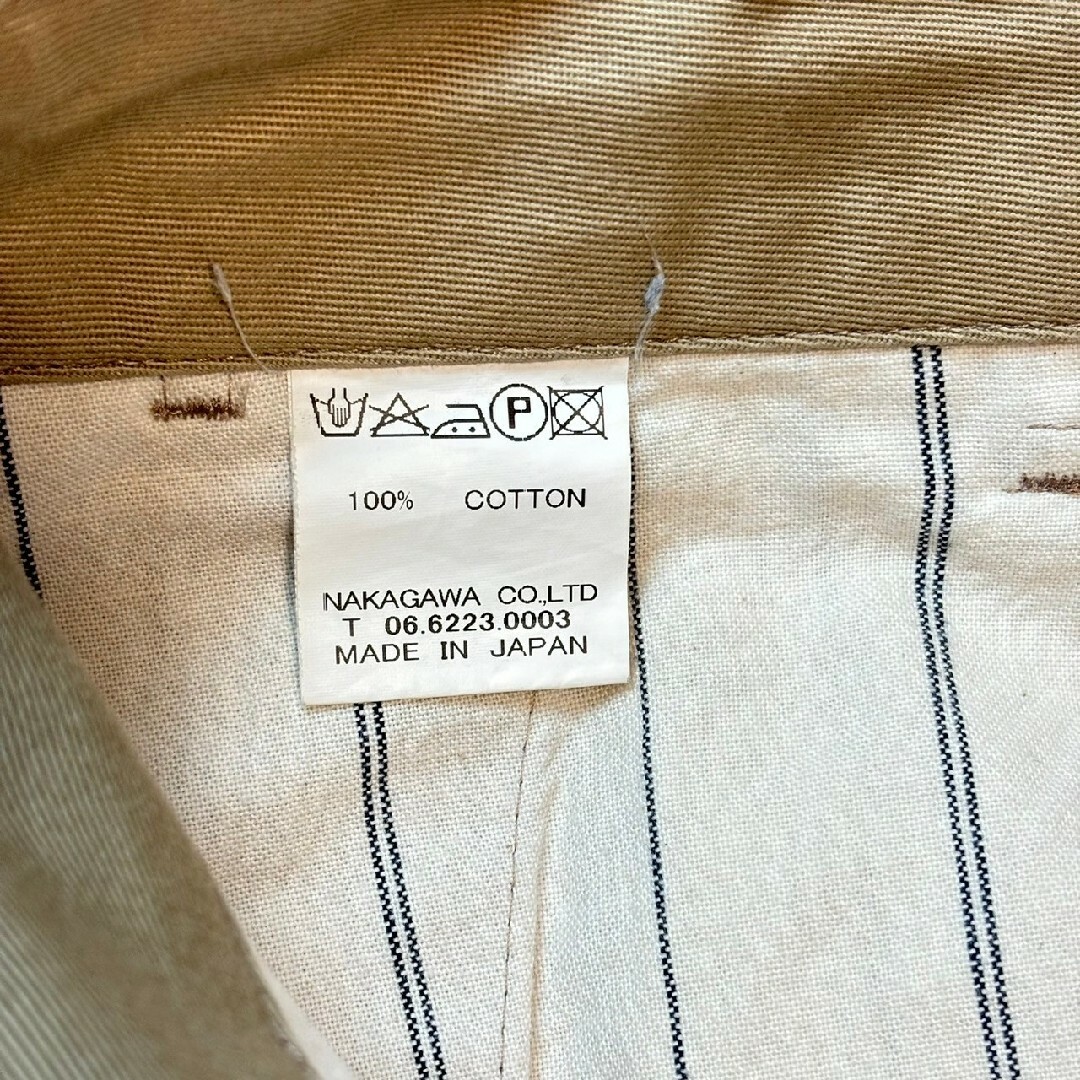 P
100% COTTON
NAKAGAWA CO.,LTD
T 06.6223.0003
MADE IN JAPAN